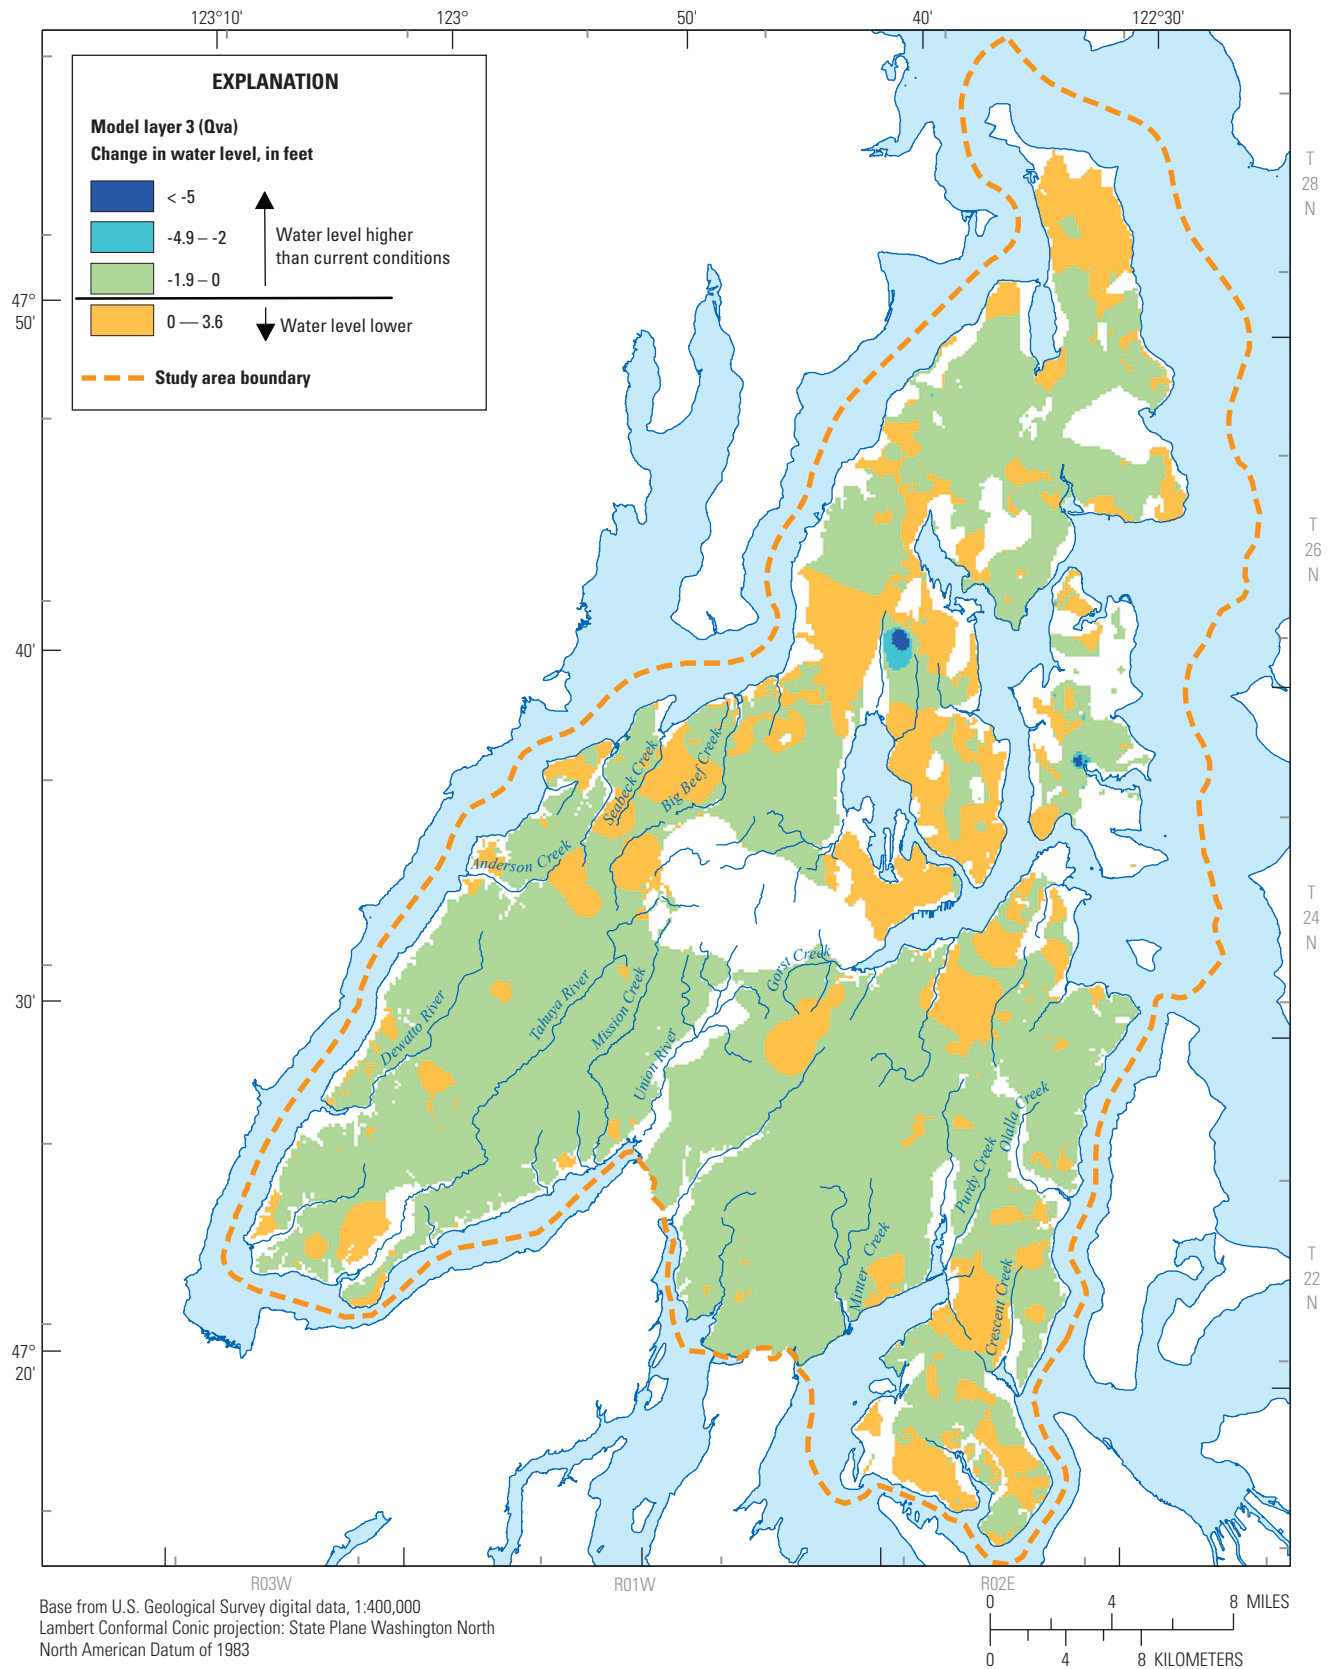 123°10'
123°
50'
40'
122°30'
EXPLANATION
Model layer 3 (Qva)
Change in water level, in feet
< -5
-4.9 – -2
-1.9 – 0
0 — 3.6
Water level higher
than current conditions
Water level lower
Study area boundary
47°
50'
40'
30'
47°
20'
T
28
N
T
26
N
T
24
N
T
22
N
Seabeck Creek
Big Beef Creek
Anderson Creek
Gorst Creek
Dewatto River
Tahuya River
Mission Creek
Union River
Olalla Creek
Purdy Creek
Minter Creek
Crescent Creek
R03W
R01W
R02E
Base from U.S. Geological Survey digital data, 1:400,000
Lambert Conformal Conic projection: State Plane Washington North
North American Datum of 1983
0 4 8 MILES
0 4 8 KILOMETERS